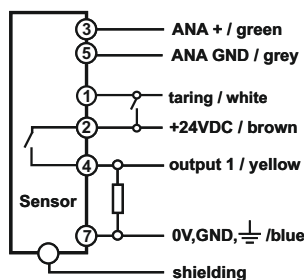 3 ANA + / green
5 ANA GND / grey
1 taring / white
2 +24VDC / brown
4 output 1 / yellow
Sensor
7 0V,GND, /blue
shielding